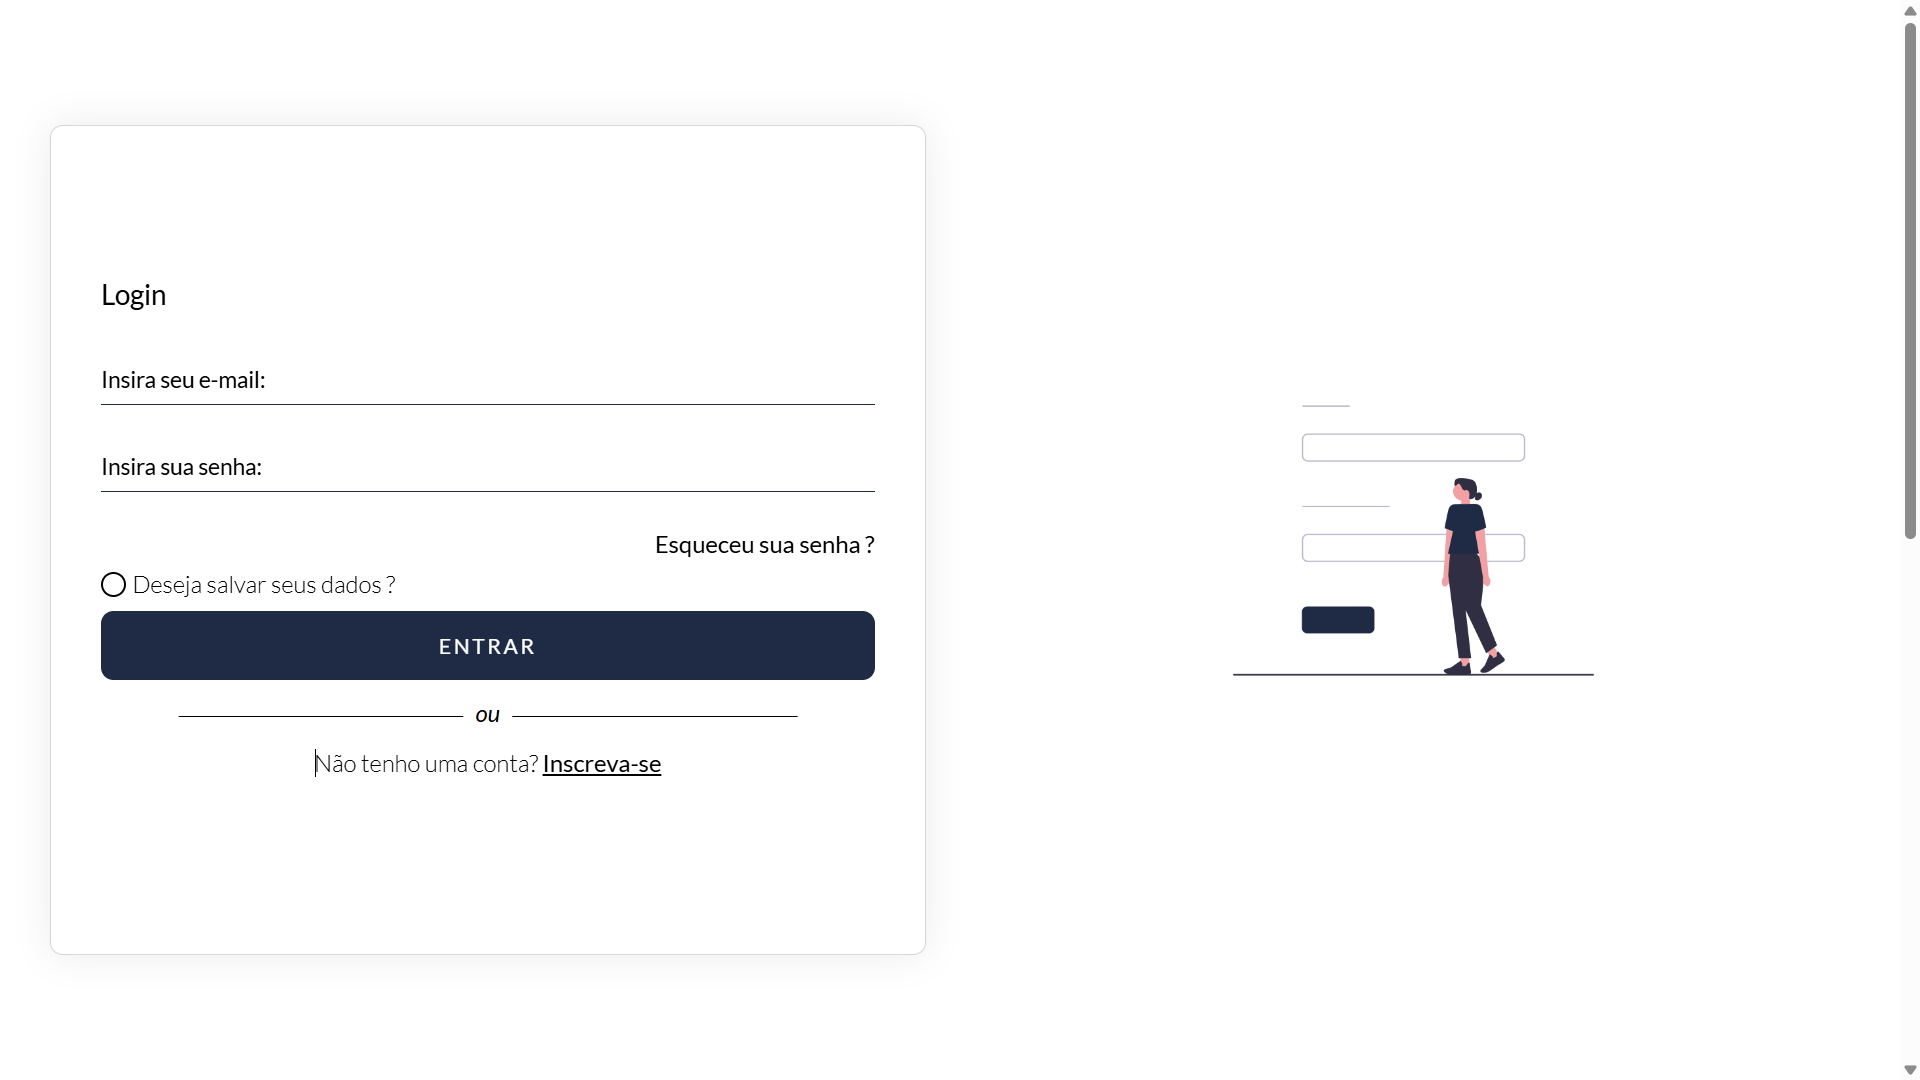 Login
Insira seu e-mail:
Insira sua senha:
Esqueceu sua senha ?
Deseja salvar seus dados ?
ENTRAR
ou
Não tenho uma conta? Inscreva-se